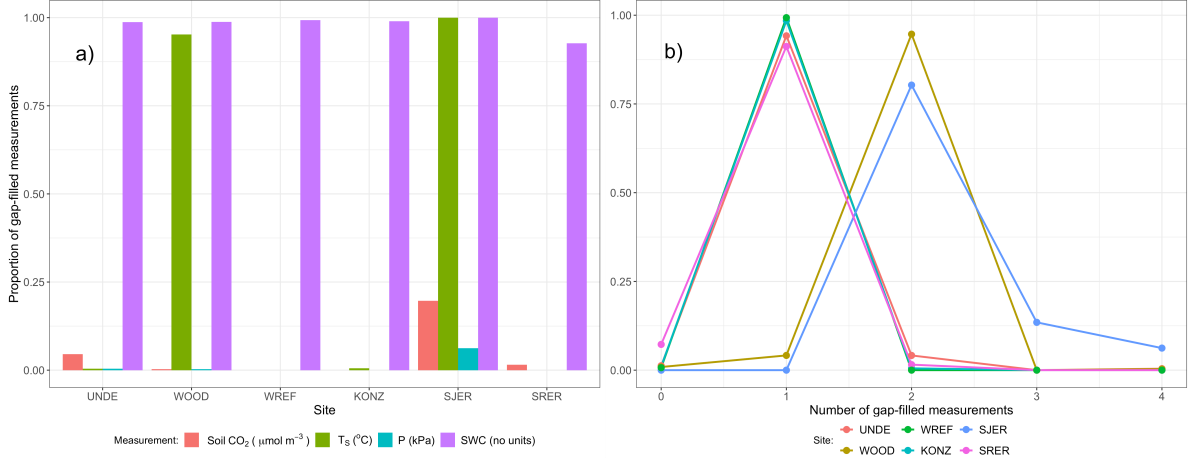 a)
1.00
0.75
0.50
0.25
0.00
Proportion of gap-filled measurements
UNDE WOOD WREF KONZ SJER SRER
Site
Measurement: Soil CO₂ ( μmol m⁻³ ) T_S (°C) P (kPa) SWC (no units)
b)
1.00
0.75
0.50
0.25
0.00
0 1 2 3 4
Number of gap-filled measurements
Site:
UNDE WREF SJER
WOOD KONZ SRER